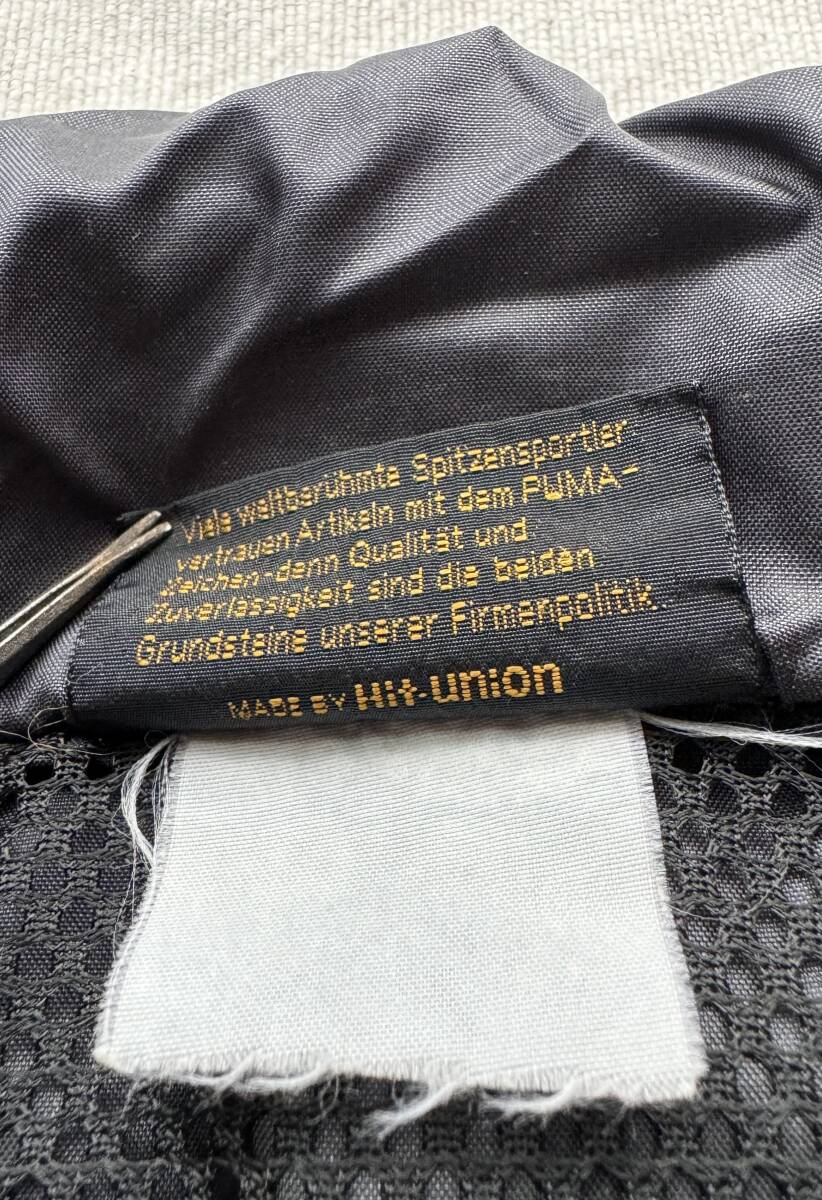 Viele weltberühmte Spitzensportler
vertrauen Artikeln mit dem PUMA-
Zeichen-denn Qualität und
Zuverlässigkeit sind die beiden
Grundsteine unserer Firmenpolitik.
MADE BY Hit-union